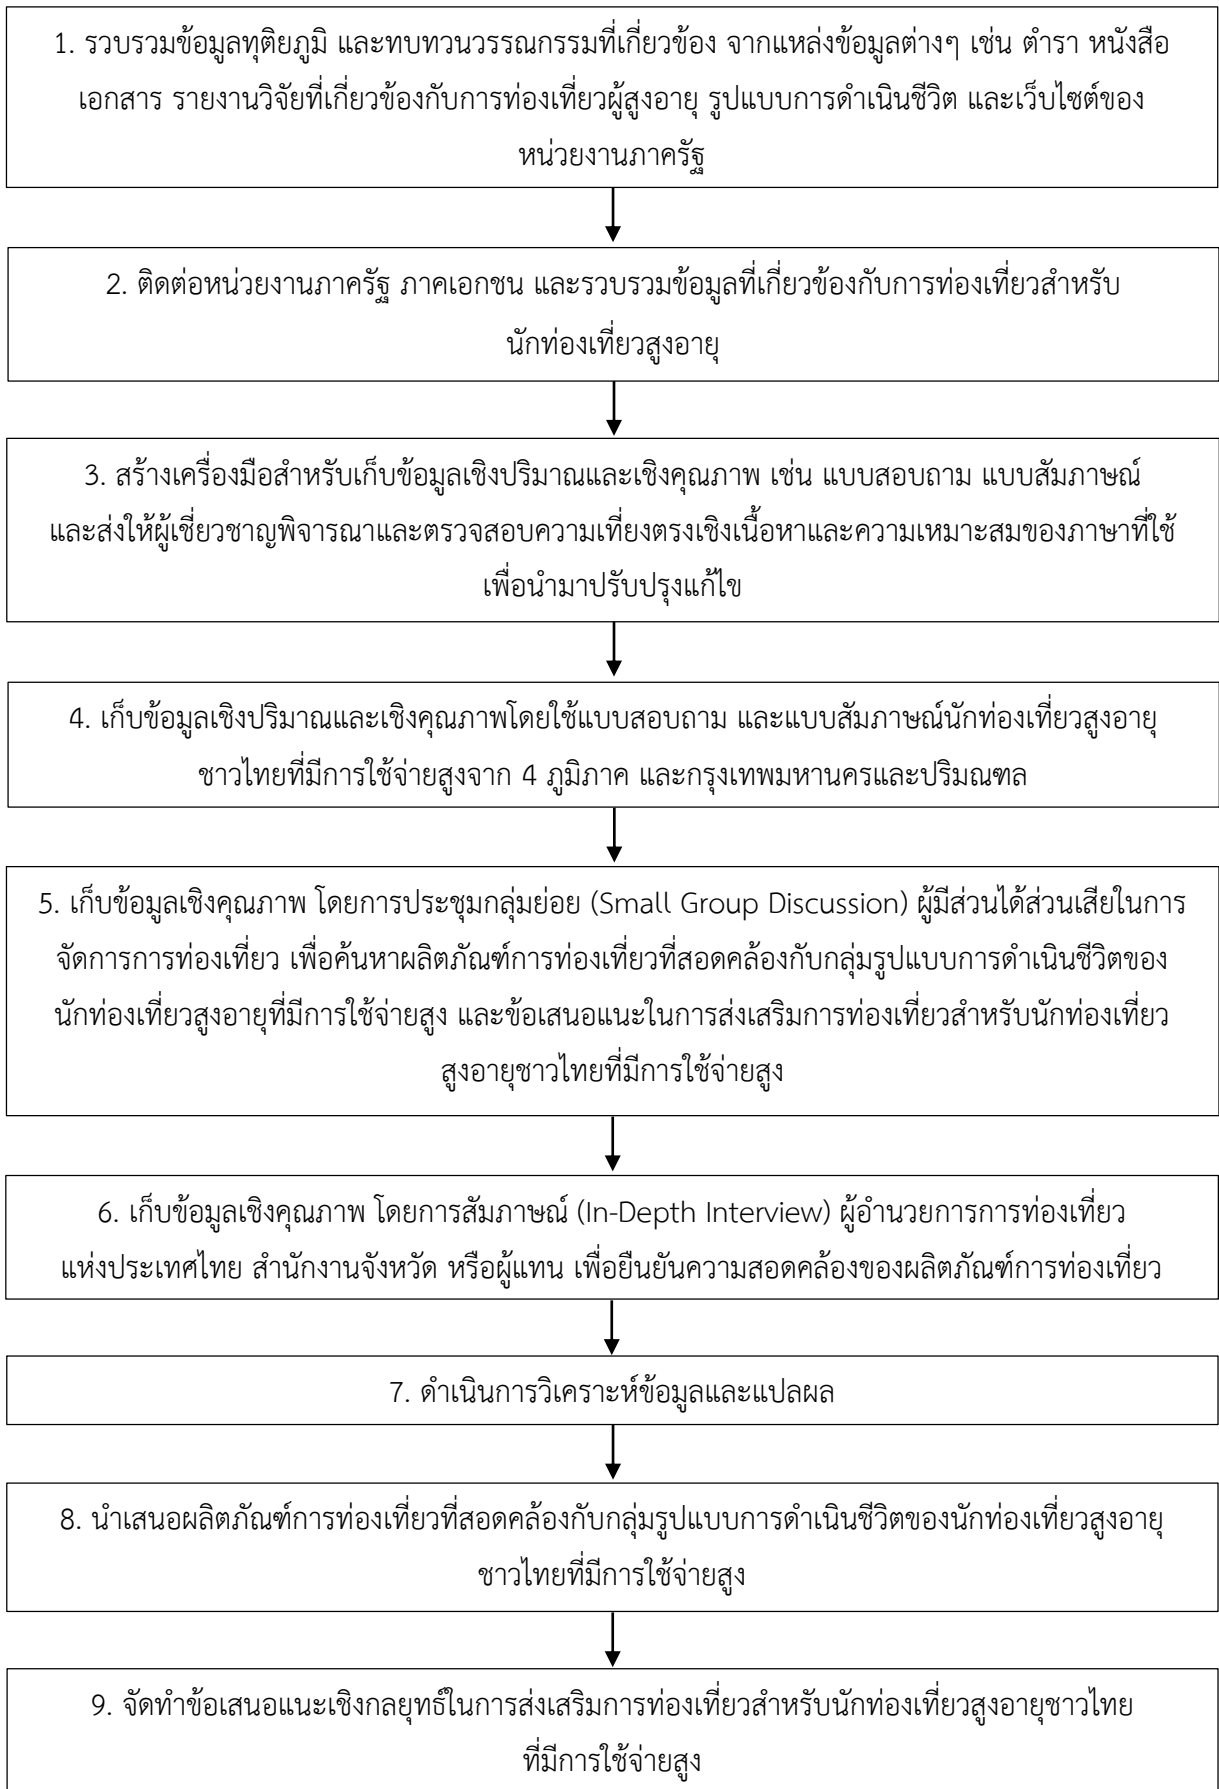 1. รวบรวมข้อมูลทุติยภูมิ และทบทวนวรรณกรรมที่เกี่ยวข้อง จากแหล่งข้อมูลต่างๆ เช่น ตำรา หนังสือ
เอกสาร รายงานวิจัยที่เกี่ยวข้องกับการท่องเที่ยวผู้สูงอายุ รูปแบบการดำเนินชีวิต และเว็บไซต์ของ
หน่วยงานภาครัฐ
2. ติดต่อหน่วยงานภาครัฐ ภาคเอกชน และรวบรวมข้อมูลที่เกี่ยวข้องกับการท่องเที่ยวสำหรับ
นักท่องเที่ยวสูงอายุ
3. สร้างเครื่องมือสำหรับเก็บข้อมูลเชิงปริมาณและเชิงคุณภาพ เช่น แบบสอบถาม แบบสัมภาษณ์
และส่งให้ผู้เชี่ยวชาญพิจารณาและตรวจสอบความเที่ยงตรงเชิงเนื้อหาและความเหมาะสมของภาษาที่ใช้
เพื่อนำมาปรับปรุงแก้ไข
4. เก็บข้อมูลเชิงปริมาณและเชิงคุณภาพโดยใช้แบบสอบถาม และแบบสัมภาษณ์นักท่องเที่ยวสูงอายุ
ชาวไทยที่มีการใช้จ่ายสูงจาก 4 ภูมิภาค และกรุงเทพมหานครและปริมณฑล
5. เก็บข้อมูลเชิงคุณภาพ โดยการประชุมกลุ่มย่อย (Small Group Discussion) ผู้มีส่วนได้ส่วนเสียในการ
จัดการการท่องเที่ยว เพื่อค้นหาผลิตภัณฑ์การท่องเที่ยวที่สอดคล้องกับกลุ่มรูปแบบการดำเนินชีวิตของ
นักท่องเที่ยวสูงอายุที่มีการใช้จ่ายสูง และข้อเสนอแนะในการส่งเสริมการท่องเที่ยวสำหรับนักท่องเที่ยว
สูงอายุชาวไทยที่มีการใช้จ่ายสูง
6. เก็บข้อมูลเชิงคุณภาพ โดยการสัมภาษณ์ (In-Depth Interview) ผู้อำนวยการการท่องเที่ยว
แห่งประเทศไทย สำนักงานจังหวัด หรือผู้แทน เพื่อยืนยันความสอดคล้องของผลิตภัณฑ์การท่องเที่ยว
7. ดำเนินการวิเคราะห์ข้อมูลและแปลผล
8. นำเสนอผลิตภัณฑ์การท่องเที่ยวที่สอดคล้องกับกลุ่มรูปแบบการดำเนินชีวิตของนักท่องเที่ยวสูงอายุ
ชาวไทยที่มีการใช้จ่ายสูง
9. จัดทำข้อเสนอแนะเชิงกลยุทธ์ในการส่งเสริมการท่องเที่ยวสำหรับนักท่องเที่ยวสูงอายุชาวไทย
ที่มีการใช้จ่ายสูง